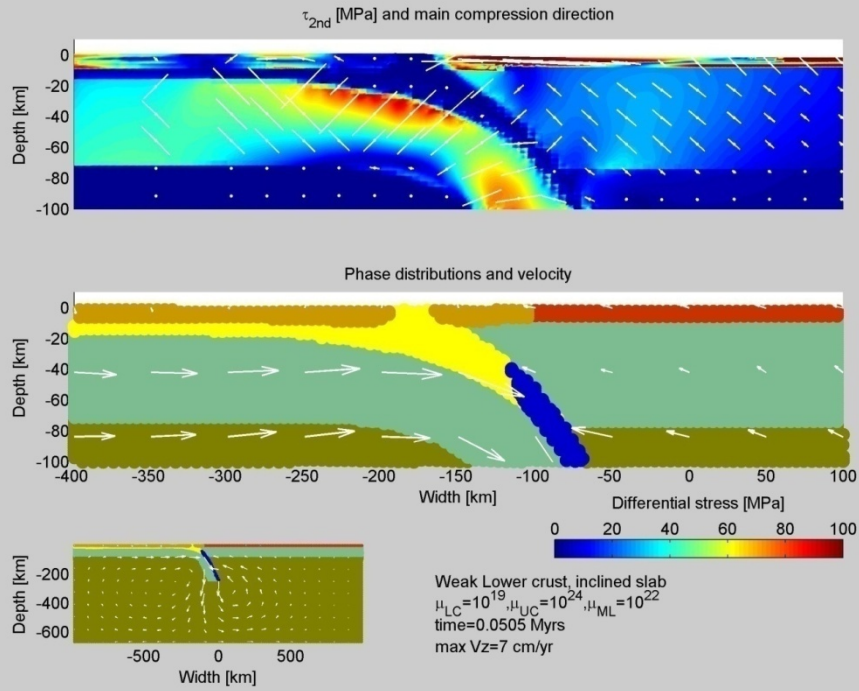 τ2nd [MPa] and main compression direction
0
-20
-40
-60
-80
-100
Depth [km]
Phase distributions and velocity
0
-20
-40
-60
-80
-100
Depth [km]
-400 -350 -300 -250 -200 -150 -100 -50 0 50 100
Width [km]
Differential stress [MPa]
0 20 40 60 80 100
-200
-400
-600
Depth [km]
-500 0 500
Width [km]
Weak Lower crust, inclined slab
μLC=10^19,μUC=10^24,μML=10^22
time=0.0505 Myrs
max Vz=7 cm/yr